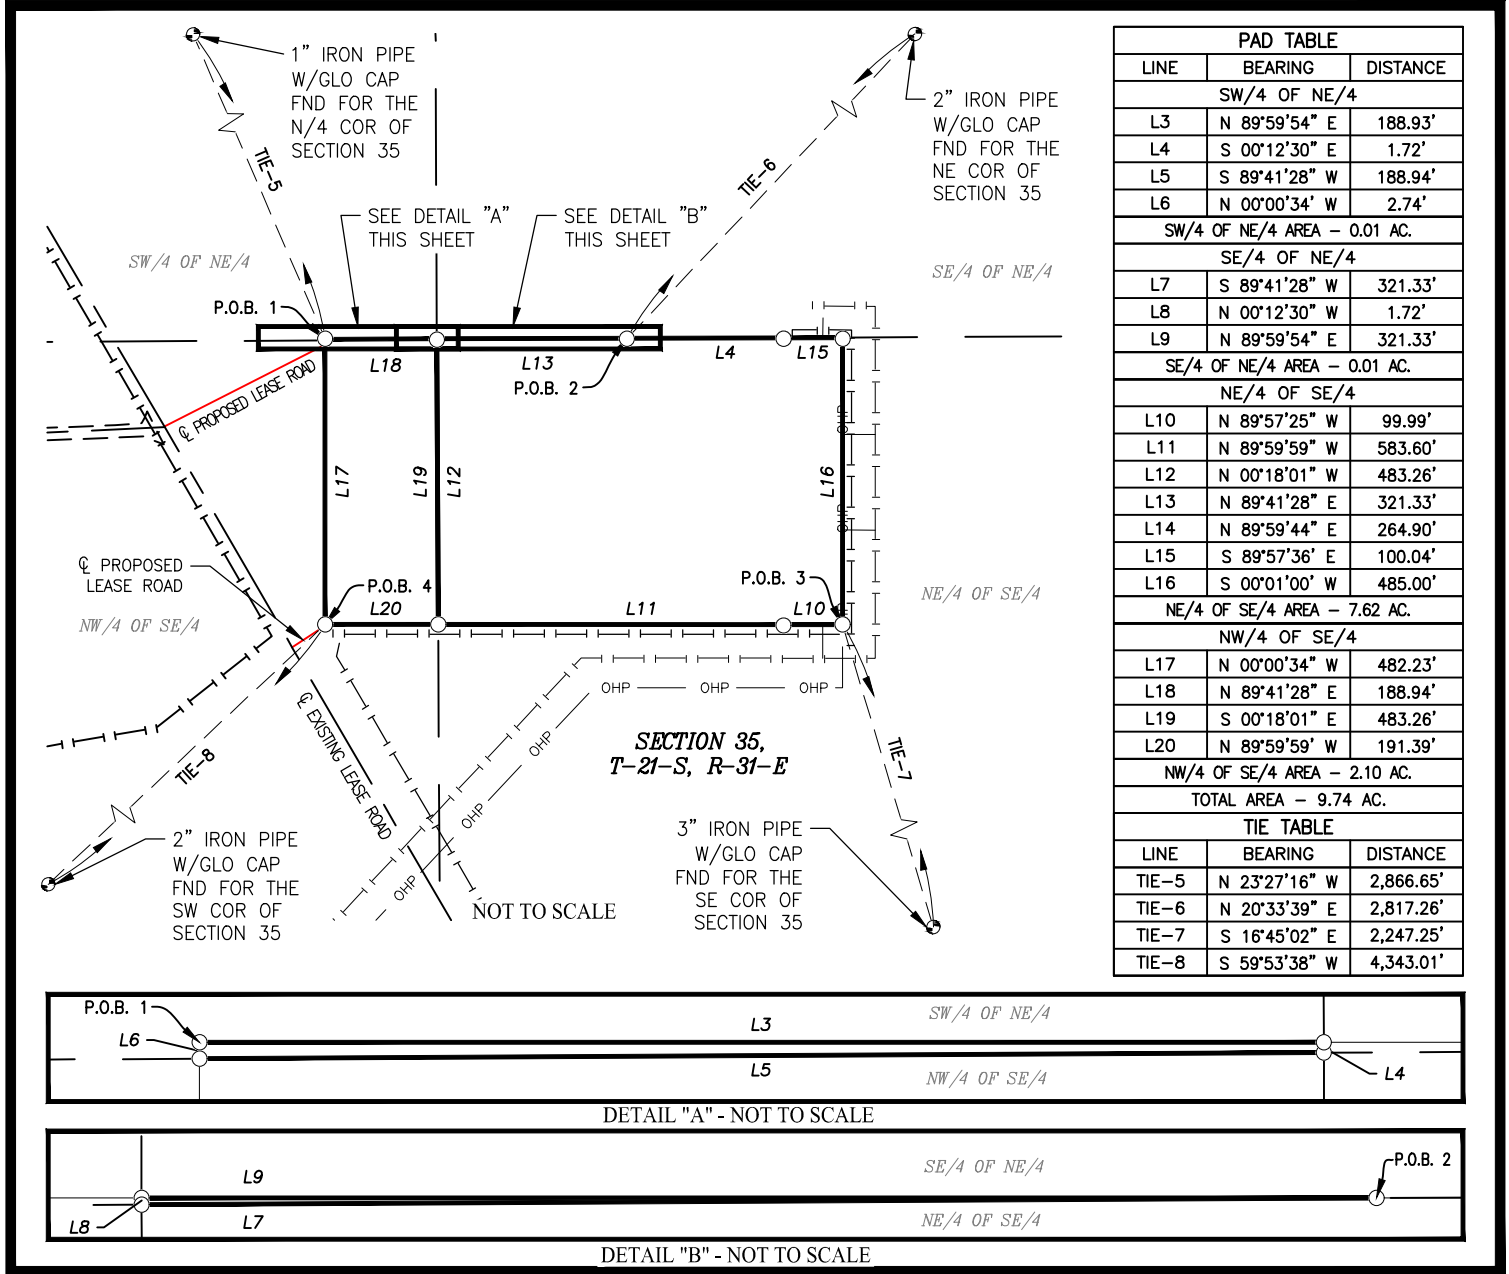 1" IRON PIPE
W/GLO CAP
FND FOR THE
N/4 COR OF
SECTION 35
2" IRON PIPE
W/GLO CAP
FND FOR THE
NE COR OF
SECTION 35
TIE-5
TIE-6
SEE DETAIL "A"
THIS SHEET
SEE DETAIL "B"
THIS SHEET
SW/4 OF NE/4
SE/4 OF NE/4
P.O.B. 1
L18
L13
L4
L15
P.O.B. 2
℄ PROPOSED LEASE ROAD
L17
L19
L12
L16
OHP
OHP
℄ PROPOSED
LEASE ROAD
P.O.B. 4
P.O.B. 3
L20
L11
L10
NW/4 OF SE/4
NE/4 OF SE/4
OHP
OHP
OHP
OHP
OHP
OHP
℄ EXISTING LEASE ROAD
SECTION 35,
T-21-S, R-31-E
TIE-8
TIE-7
2" IRON PIPE
W/GLO CAP
FND FOR THE
SW COR OF
SECTION 35
3" IRON PIPE
W/GLO CAP
FND FOR THE
SE COR OF
SECTION 35
NOT TO SCALE
PAD TABLE
LINE BEARING DISTANCE
SW/4 OF NE/4
L3 N 89°59'54" E 188.93'
L4 S 00°12'30" E 1.72'
L5 S 89°41'28" W 188.94'
L6 N 00°00'34" W 2.74'
SW/4 OF NE/4 AREA - 0.01 AC.
SE/4 OF NE/4
L7 S 89°41'28" W 321.33'
L8 N 00°12'30" W 1.72'
L9 N 89°59'54" E 321.33'
SE/4 OF NE/4 AREA - 0.01 AC.
NE/4 OF SE/4
L10 N 89°57'25" W 99.99'
L11 N 89°59'59" W 583.60'
L12 N 00°18'01" W 483.26'
L13 N 89°41'28" E 321.33'
L14 N 89°59'44" E 264.90'
L15 S 89°57'36' E 100.04'
L16 S 00°01'00' W 485.00'
NE/4 OF SE/4 AREA - 7.62 AC.
NW/4 OF SE/4
L17 N 00°00'34" W 482.23'
L18 N 89°41'28" E 188.94'
L19 S 00°18'01" E 483.26'
L20 N 89°59'59' W 191.39'
NW/4 OF SE/4 AREA - 2.10 AC.
TOTAL AREA - 9.74 AC.
TIE TABLE
LINE BEARING DISTANCE
TIE-5 N 23°27'16" W 2,866.65'
TIE-6 N 20°33'39" E 2,817.26'
TIE-7 S 16°45'02" E 2,247.25'
TIE-8 S 59°53'38" W 4,343.01'
P.O.B. 1
L6
L3
SW/4 OF NE/4
L5
NW/4 OF SE/4
L4
DETAIL "A" - NOT TO SCALE
L9
SE/4 OF NE/4
P.O.B. 2
L8
L7
NE/4 OF SE/4
DETAIL "B" - NOT TO SCALE